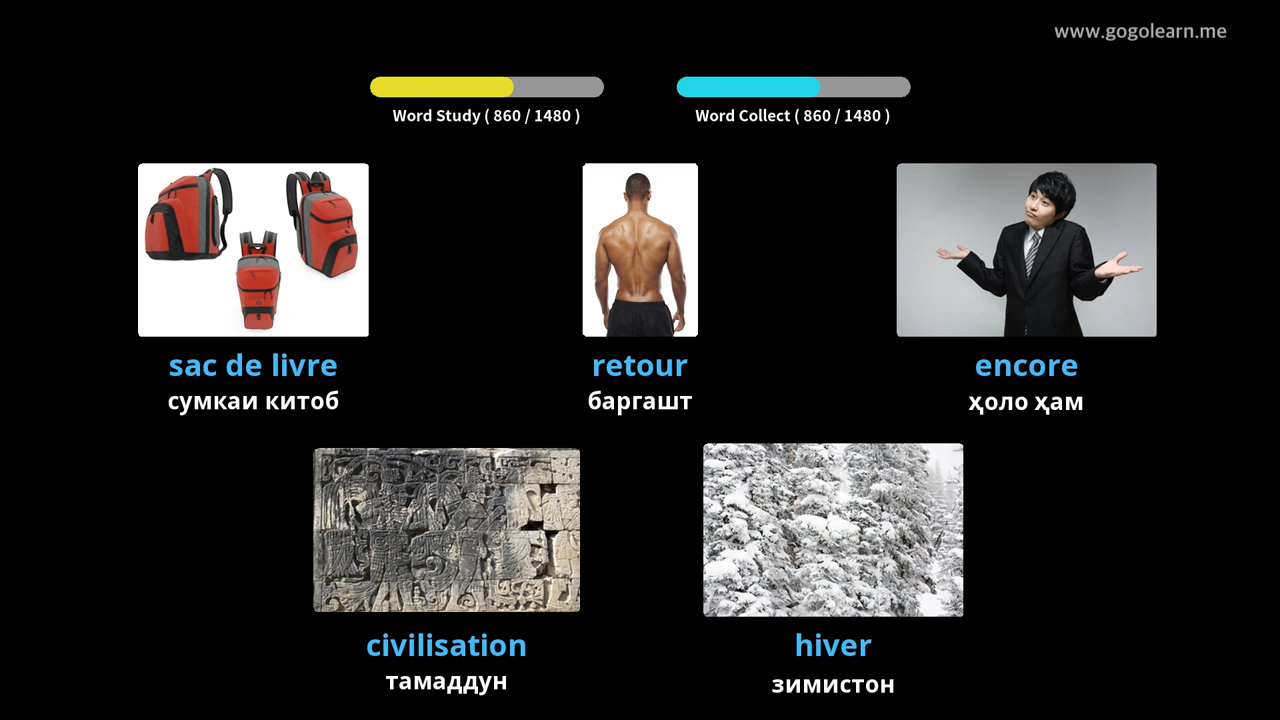 www.gogolearn.me
Word Study ( 860 / 1480 )
Word Collect ( 860 / 1480 )
sac de livre
сумкаи китоб
retour
баргашт
encore
ҳоло ҳам
civilisation
тамаддун
hiver
зимистон